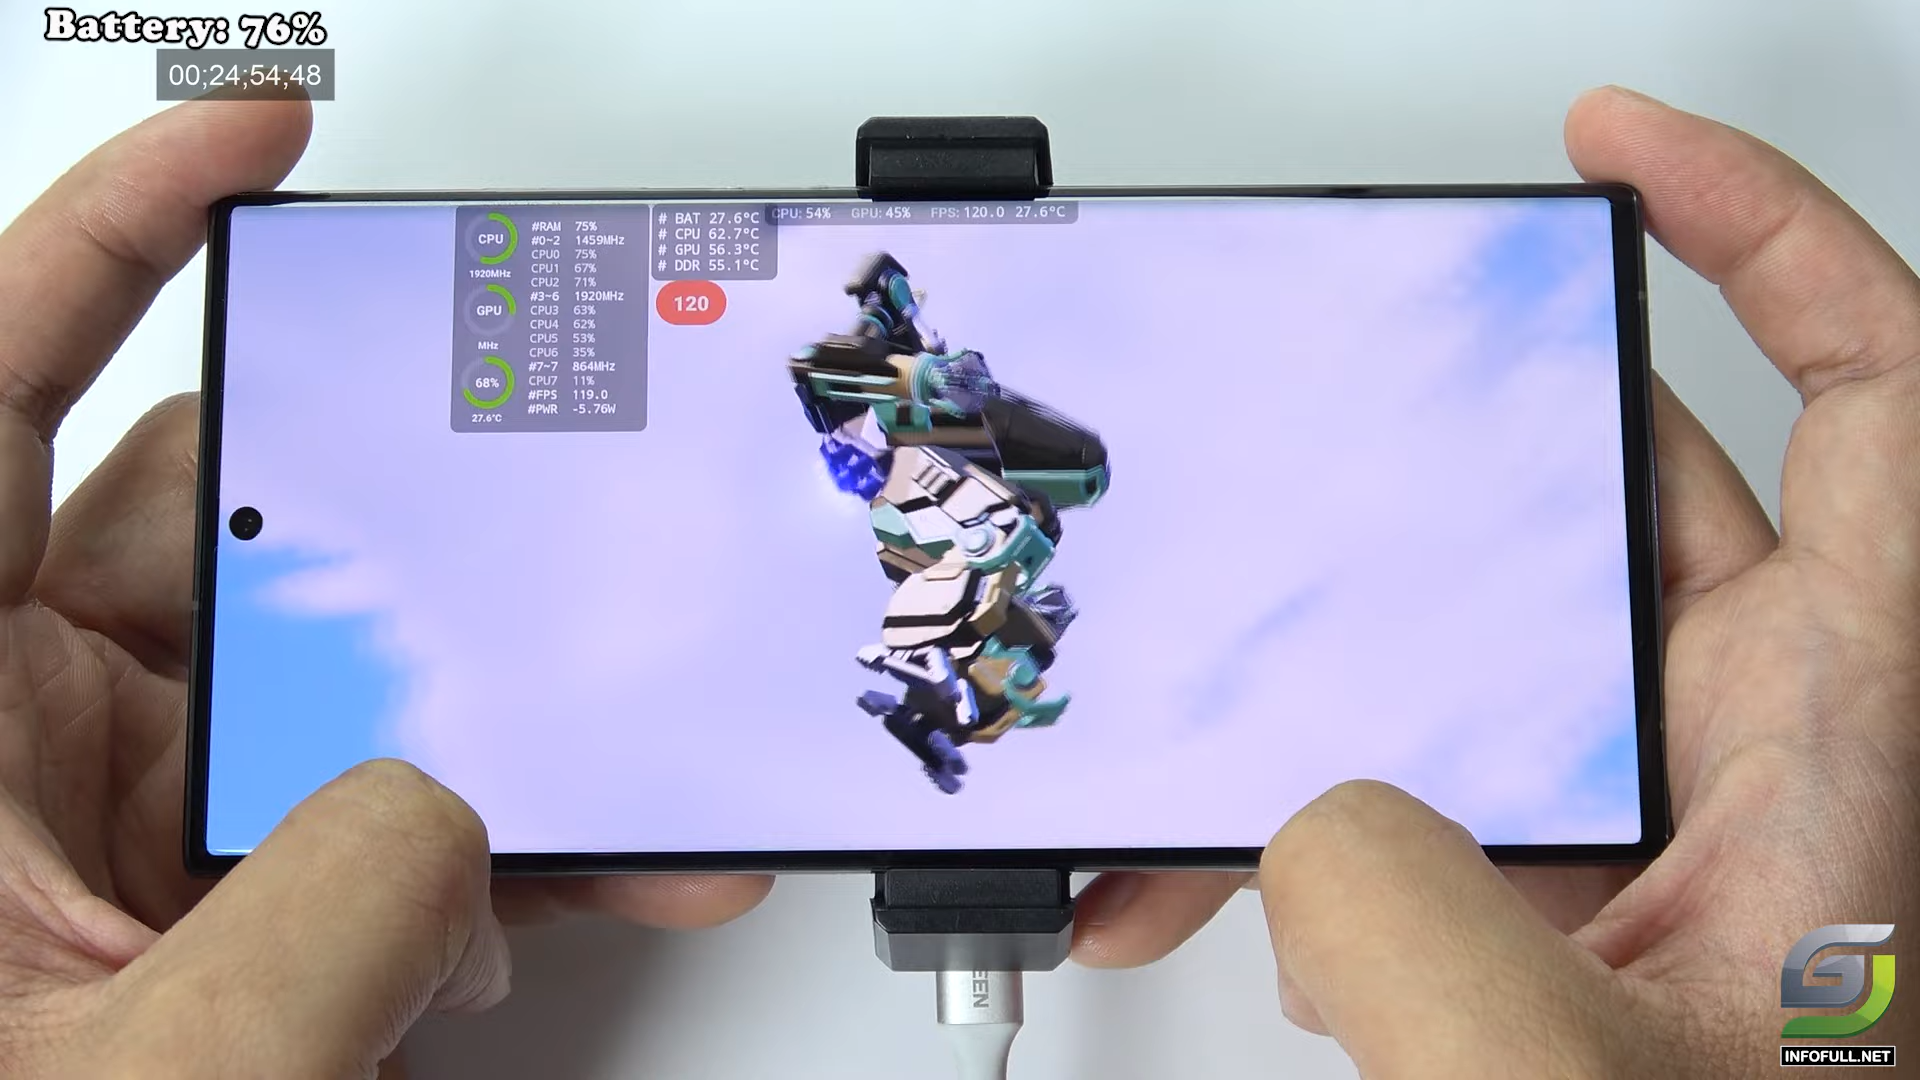 Battery: 76%
00;24;54;48
CPU
1920MHz
GPU
MHz
68%
27.6°C
#RAM 75%
#0~2 1459MHz
CPU0 75%
CPU1 67%
CPU2 71%
#3~6 1920MHz
CPU3 63%
CPU4 62%
CPU5 53%
CPU6 35%
#7~7 864MHz
CPU7 11%
#FPS 119.0
#PWR -5.76W
# BAT 27.6°C
# CPU 62.7°C
# GPU 56.3°C
# DDR 55.1°C
120
CPU: 54% GPU: 45% FPS: 120.0 27.6°C
EEN
INFOFULL.NET